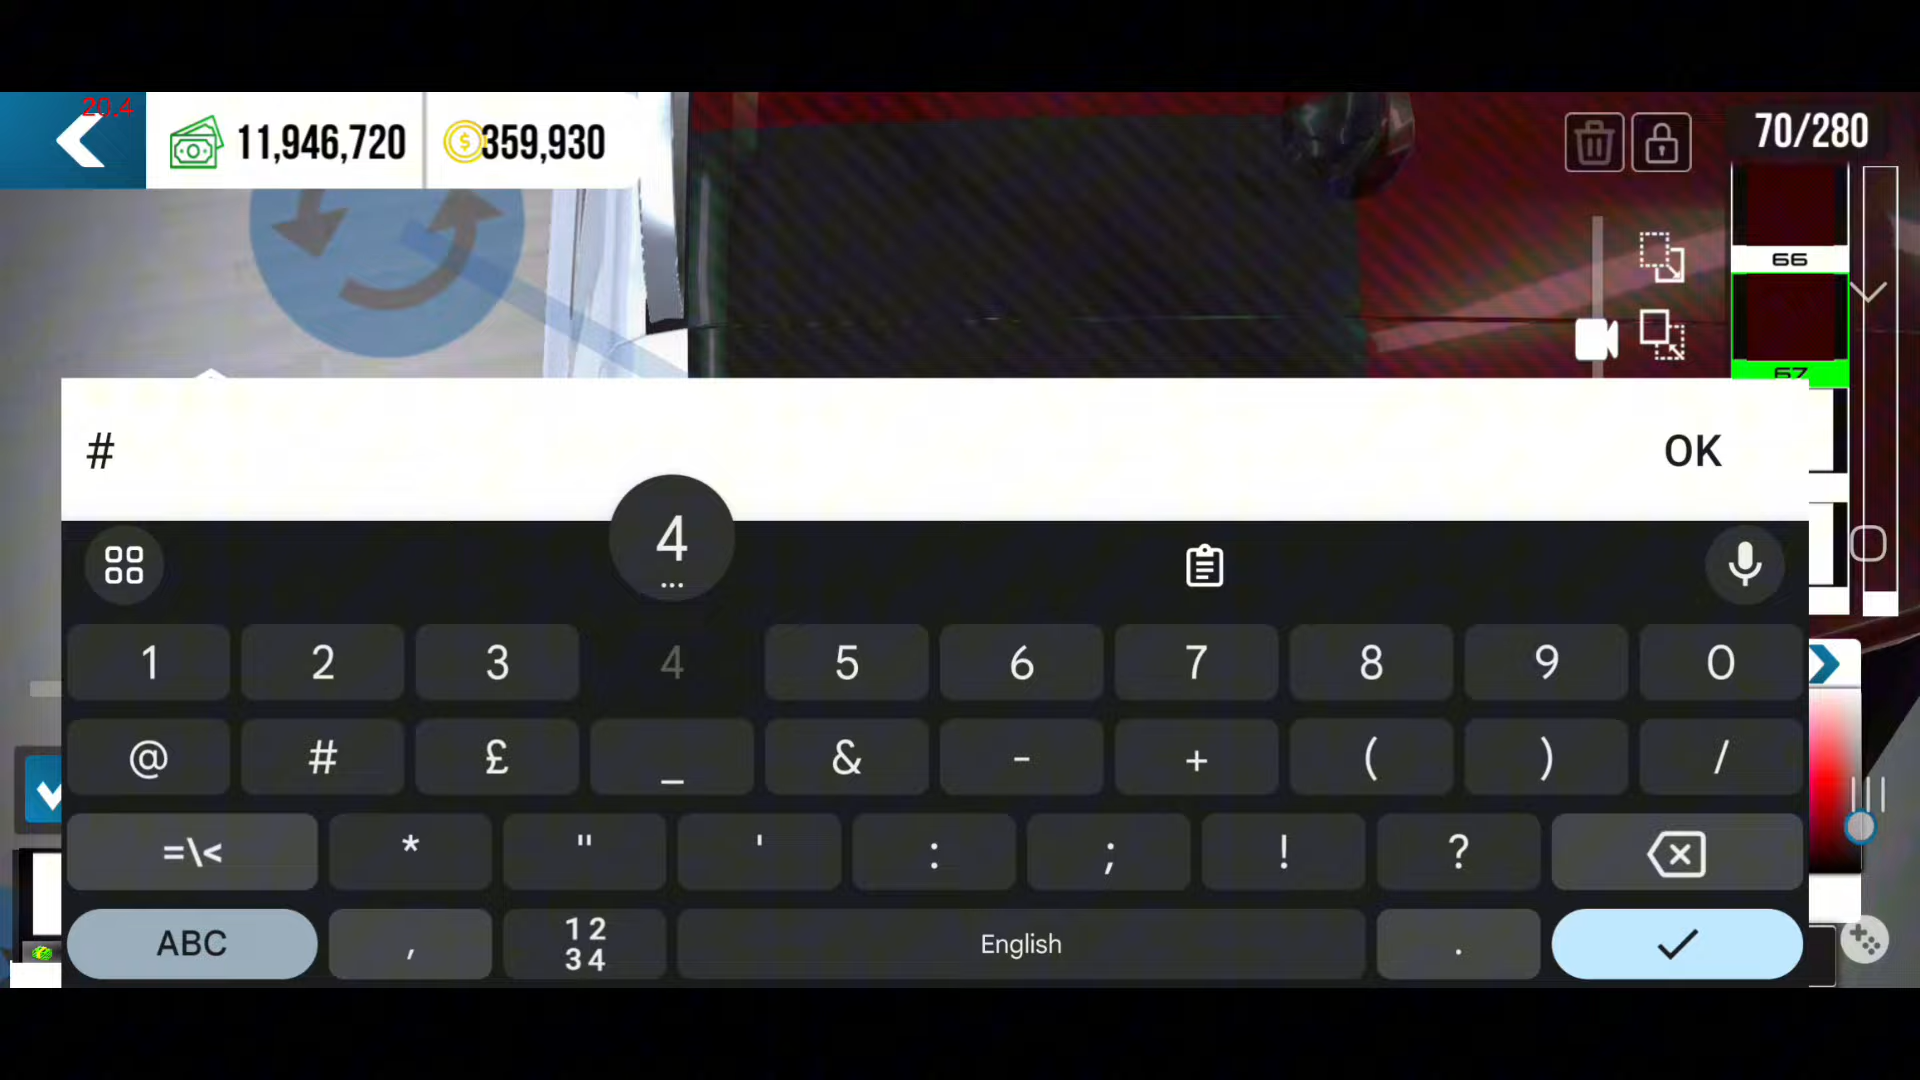 20.4
11,946,720
$ 359,930
70/280
66
67
#
OK
4
...
1 2 3 4 5 6 7 8 9 0
@ # £ _ & - + ( ) /
=\< * " ' : ; ! ?
ABC , 12 English .
34